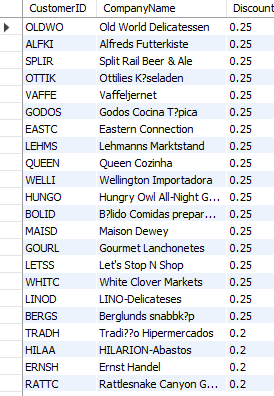 CustomerID CompanyName Discount
OLDWO Old World Delicatessen 0.25
ALFKI Alfreds Futterkiste 0.25
SPLIR Split Rail Beer & Ale 0.25
OTTIK Ottilies K?seladen 0.25
VAFFE Vaffeljernet 0.25
GODOS Godos Cocina T?pica 0.25
EASTC Eastern Connection 0.25
LEHMS Lehmanns Marktstand 0.25
QUEEN Queen Cozinha 0.25
WELLI Wellington Importadora 0.25
HUNGO Hungry Owl All-Night G... 0.25
BOLID B?lido Comidas prepar... 0.25
MAISD Maison Dewey 0.25
GOURL Gourmet Lanchonetes 0.25
LETSS Let's Stop N Shop 0.25
WHITC White Clover Markets 0.25
LINOD LINO-Delicateses 0.25
BERGS Berglunds snabbk?p 0.25
TRADH Tradi??o Hipermercados 0.2
HILAA HILARION-Abastos 0.2
ERNSH Ernst Handel 0.2
RATTC Rattlesnake Canyon G... 0.2